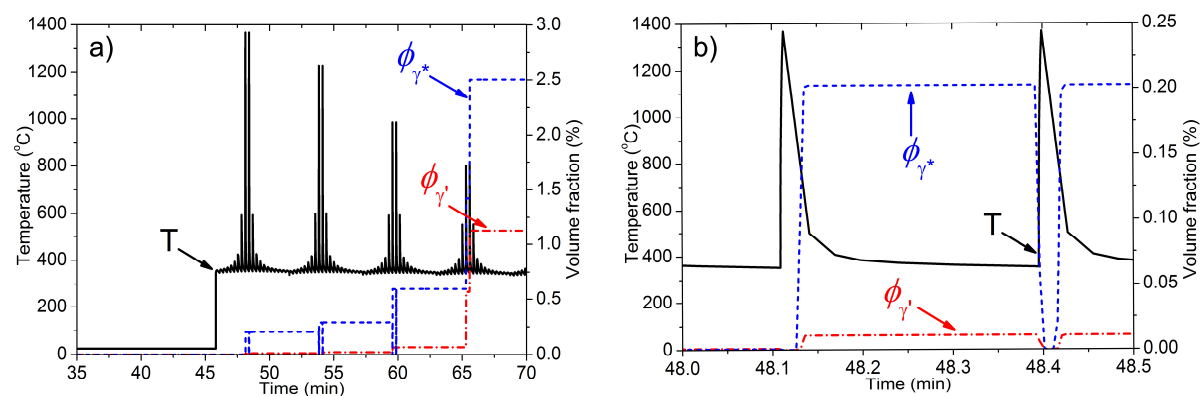 a)
Temperature (°C)
1400
1200
1000
800
600
400
200
0
35 40 45 50 55 60 65 70
Time (min)
3.0
2.5
2.0
1.5
1.0
0.5
0.0
Volume fraction (%)
T
ϕγ*
ϕγ'
b)
Temperature (°C)
1400
1200
1000
800
600
400
200
0
48.0 48.1 48.2 48.3 48.4 48.5
Time (min)
0.25
0.20
0.15
0.10
0.05
0.00
Volume fraction (%)
ϕγ*
T
ϕγ'